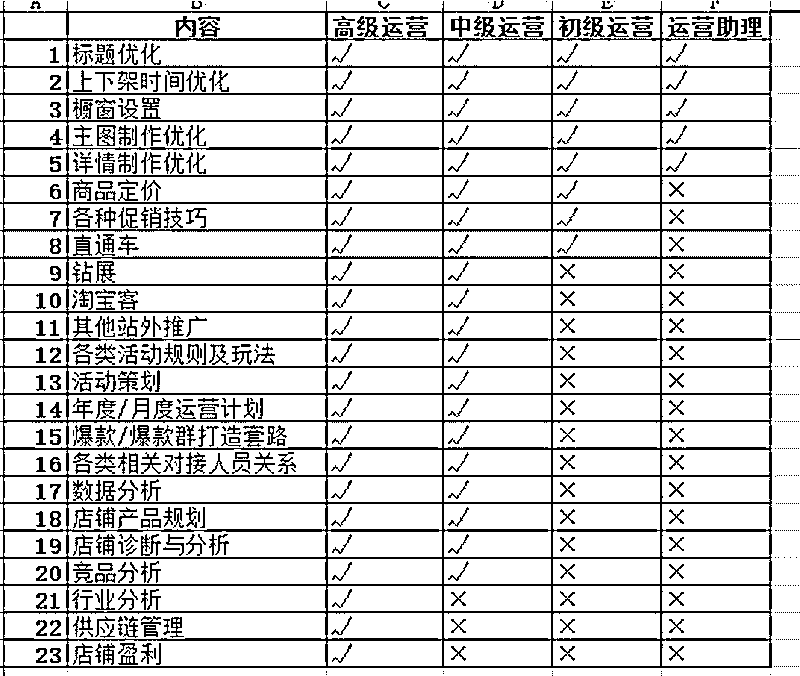 A B C D E F
内容 高级运营 中级运营 初级运营 运营助理
1 标题优化 √ √ √ √
2 上下架时间优化 √ √ √ √
3 橱窗设置 √ √ √ √
4 主图制作优化 √ √ √ √
5 详情制作优化 √ √ √ √
6 商品定价 √ √ √ ×
7 各种促销技巧 √ √ √ ×
8 直通车 √ √ √ ×
9 钻展 √ √ × ×
10 淘宝客 √ √ × ×
11 其他站外推广 √ √ × ×
12 各类活动规则及玩法 √ √ × ×
13 活动策划 √ √ × ×
14 年度/月度运营计划 √ √ × ×
15 爆款/爆款群打造套路 √ √ × ×
16 各类相关对接人员关系 √ √ × ×
17 数据分析 √ √ × ×
18 店铺产品规划 √ √ × ×
19 店铺诊断与分析 √ √ × ×
20 竞品分析 √ √ × ×
21 行业分析 √ × × ×
22 供应链管理 √ × × ×
23 店铺盈利 √ × × ×